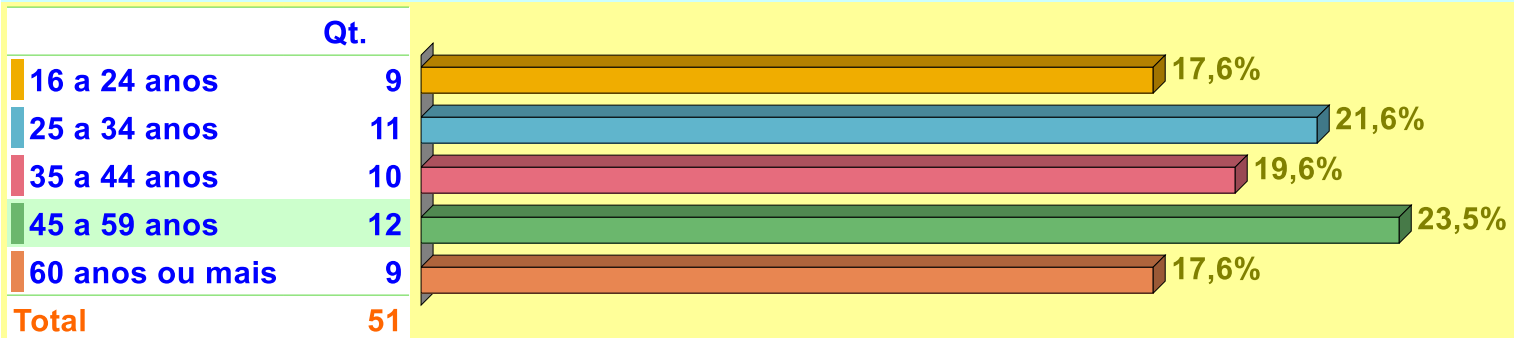 Qt.
16 a 24 anos 9 17,6%
25 a 34 anos 11 21,6%
35 a 44 anos 10 19,6%
45 a 59 anos 12 23,5%
60 anos ou mais 9 17,6%
Total 51